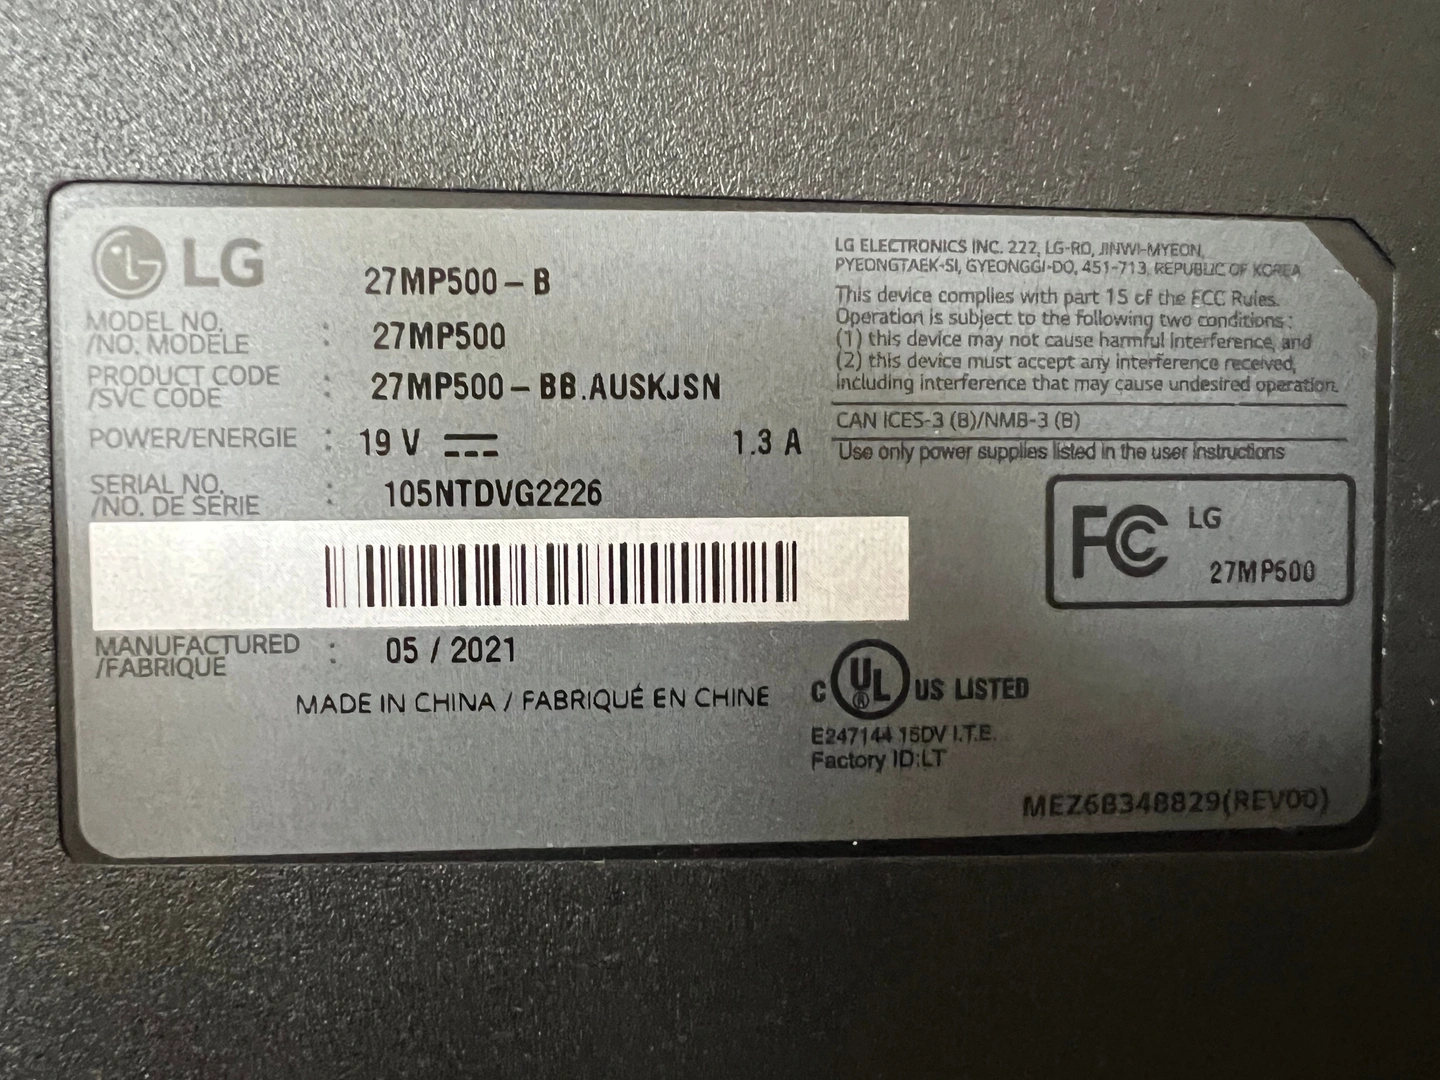 LG
27MP500 – B
MODEL NO.
/NO. MODÈLE : 27MP500
PRODUCT CODE
/SVC CODE : 27MP500 – BB.AUSKJSN
POWER/ENERGIE : 19 V 1.3 A
SERIAL NO.
/NO. DE SÉRIE : 105NTDVG2226
MANUFACTURED
/FABRIQUÉ : 05 / 2021
MADE IN CHINA / FABRIQUÉ EN CHINE
LG ELECTRONICS INC. 222, LG-RO, JINWI-MYEON,
PYEONGTAEK-SI, GYEONGGI-DO, 451-713, REPUBLIC OF KOREA
This device complies with part 15 of the FCC Rules.
Operation is subject to the following two conditions :
(1) this device may not cause harmful interference, and
(2) this device must accept any interference received,
including interference that may cause undesired operation.
CAN ICES-3 (B)/NMB-3 (B)
Use only power supplies listed in the user instructions
FC LG
27MP500
C UL ® US LISTED
E247144 15DV I.T.E.
Factory ID:LT
MEZ68348829(REV00)